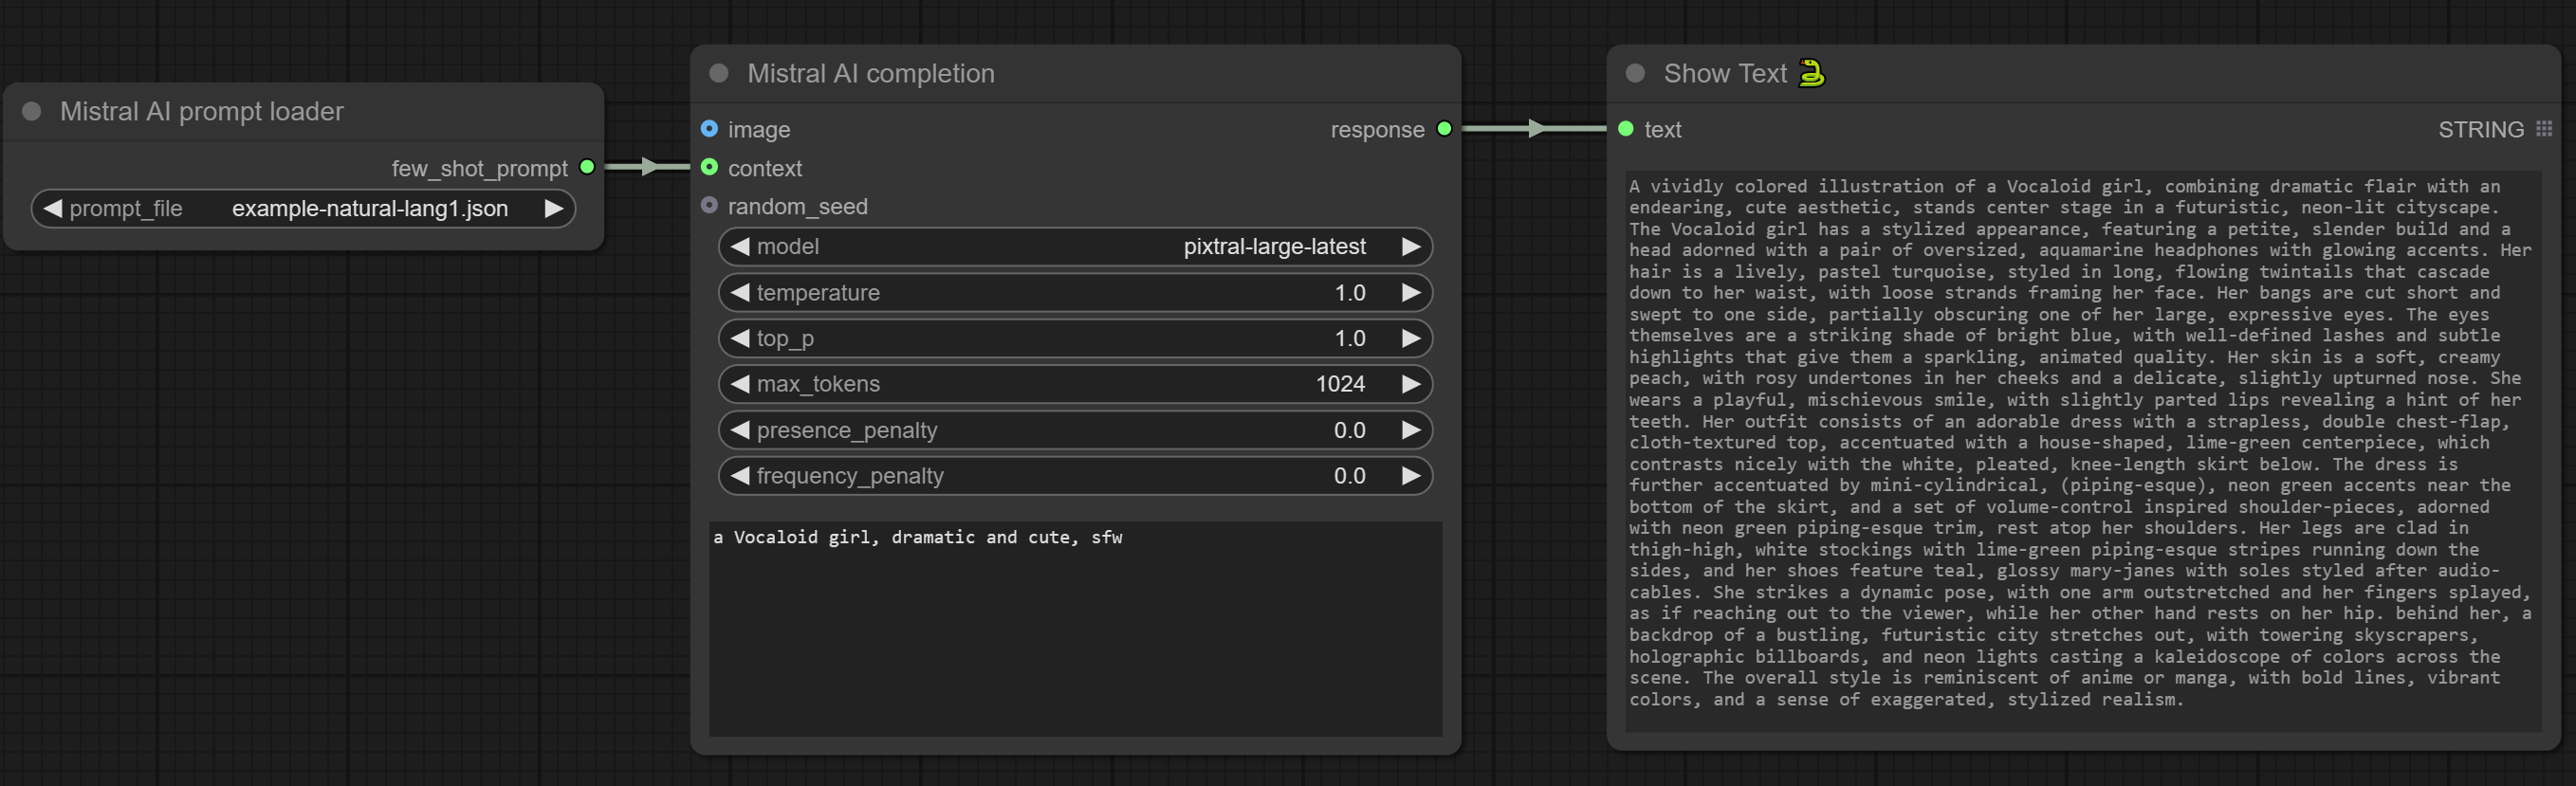 Mistral AI prompt loader
few_shot_prompt
prompt_file example-natural-lang1.json
Mistral AI completion
image response
context
random_seed
model pixtral-large-latest
temperature 1.0
top_p 1.0
max_tokens 1024
presence_penalty 0.0
frequency_penalty 0.0
a Vocaloid girl, dramatic and cute, sfw
Show Text 🐍
text STRING
A vividly colored illustration of a Vocaloid girl, combining dramatic flair with an
endearing, cute aesthetic, stands center stage in a futuristic, neon-lit cityscape.
The Vocaloid girl has a stylized appearance, featuring a petite, slender build and a
head adorned with a pair of oversized, aquamarine headphones with glowing accents. Her
hair is a lively, pastel turquoise, styled in long, flowing twintails that cascade
down to her waist, with loose strands framing her face. Her bangs are cut short and
swept to one side, partially obscuring one of her large, expressive eyes. The eyes
themselves are a striking shade of bright blue, with well-defined lashes and subtle
highlights that give them a sparkling, animated quality. Her skin is a soft, creamy
peach, with rosy undertones in her cheeks and a delicate, slightly upturned nose. She
wears a playful, mischievous smile, with slightly parted lips revealing a hint of her
teeth. Her outfit consists of an adorable dress with a strapless, double chest-flap,
cloth-textured top, accentuated with a house-shaped, lime-green centerpiece, which
contrasts nicely with the white, pleated, knee-length skirt below. The dress is
further accentuated by mini-cylindrical, (piping-esque), neon green accents near the
bottom of the skirt, and a set of volume-control inspired shoulder-pieces, adorned
with neon green piping-esque trim, rest atop her shoulders. Her legs are clad in
thigh-high, white stockings with lime-green piping-esque stripes running down the
sides, and her shoes feature teal, glossy mary-janes with soles styled after audio-
cables. She strikes a dynamic pose, with one arm outstretched and her fingers splayed,
as if reaching out to the viewer, while her other hand rests on her hip. behind her, a
backdrop of a bustling, futuristic city stretches out, with towering skyscrapers,
holographic billboards, and neon lights casting a kaleidoscope of colors across the
scene. The overall style is reminiscent of anime or manga, with bold lines, vibrant
colors, and a sense of exaggerated, stylized realism.